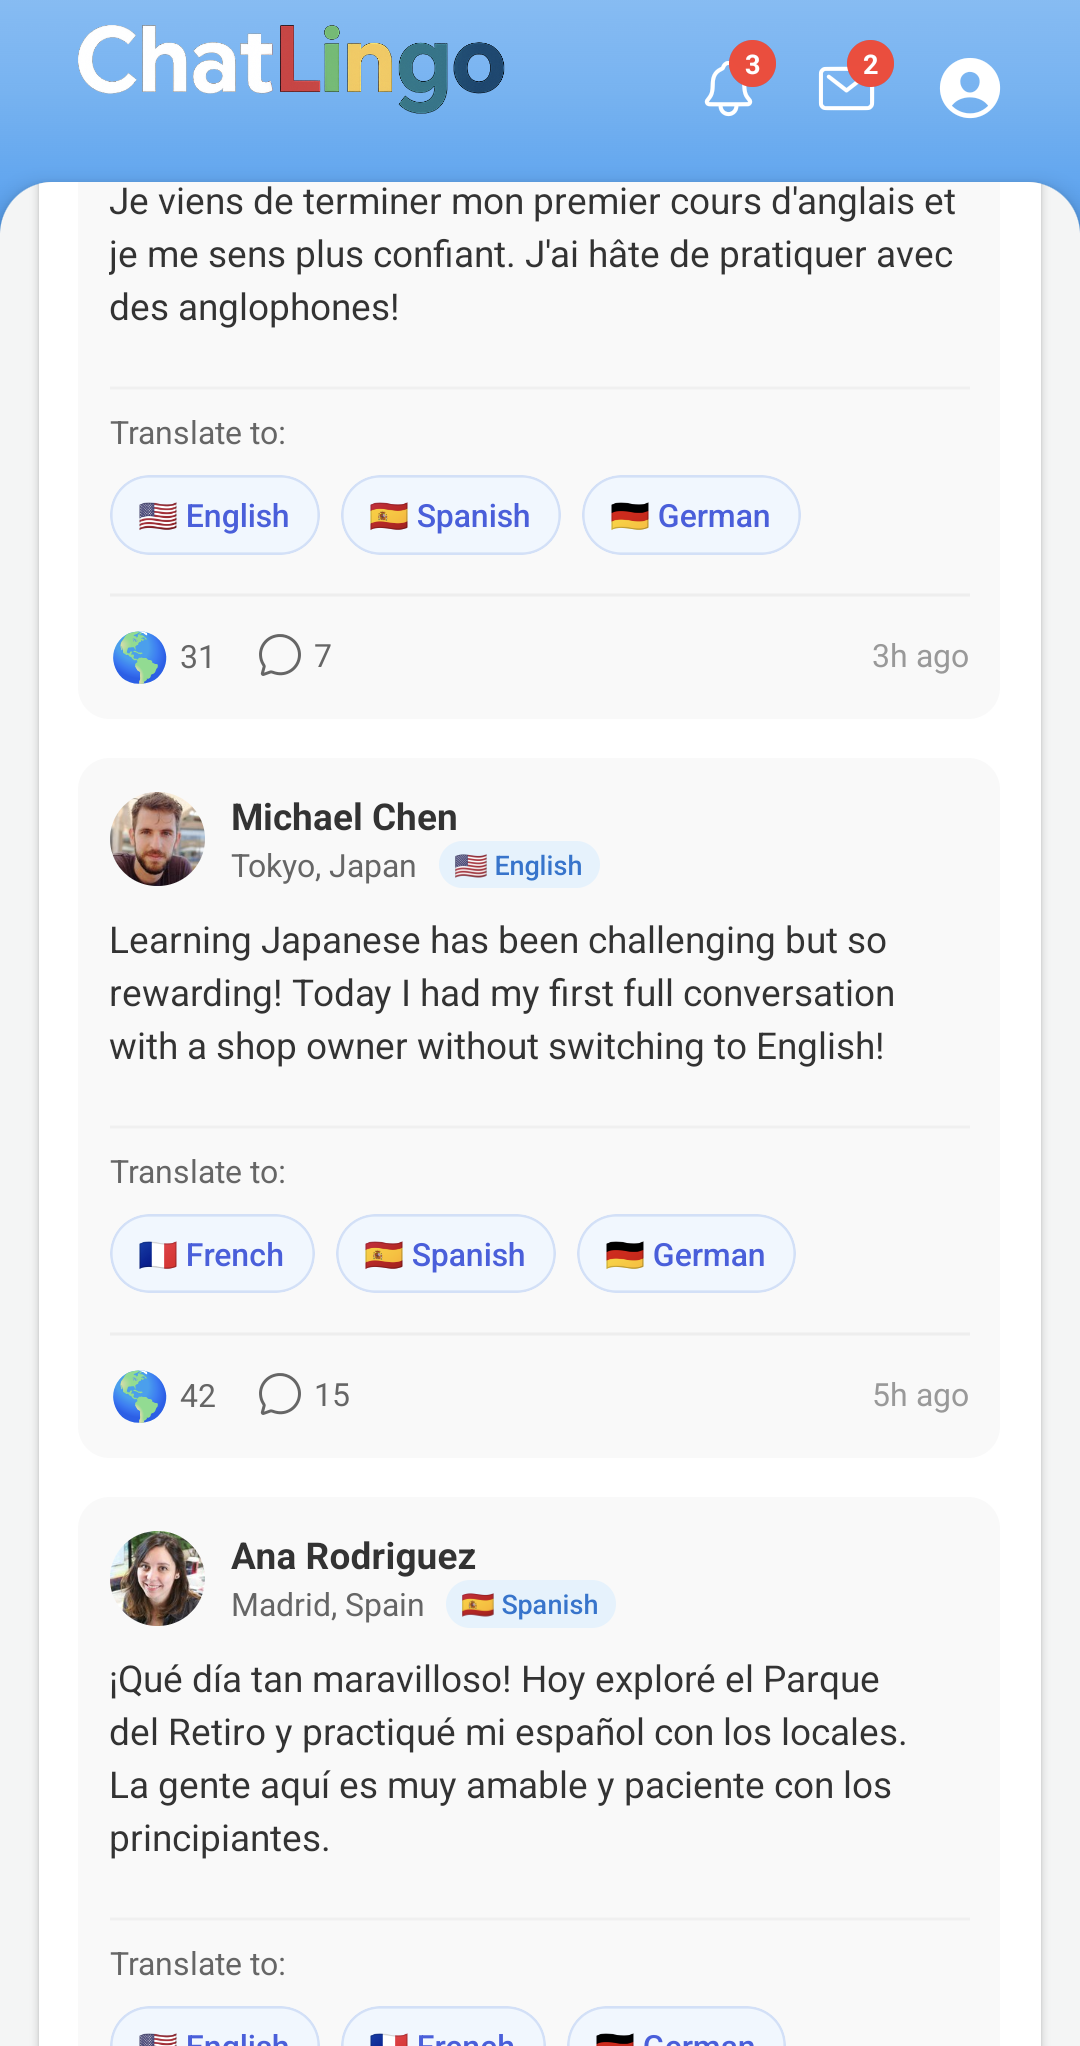 ChatLingo
3
2
Je viens de terminer mon premier cours d'anglais et
je me sens plus confiant. J'ai hâte de pratiquer avec
des anglophones!
Translate to:
English Spanish German
31 7 3h ago
Michael Chen
Tokyo, Japan English
Learning Japanese has been challenging but so
rewarding! Today I had my first full conversation
with a shop owner without switching to English!
Translate to:
French Spanish German
42 15 5h ago
Ana Rodriguez
Madrid, Spain Spanish
¡Qué día tan maravilloso! Hoy exploré el Parque
del Retiro y practiqué mi español con los locales.
La gente aquí es muy amable y paciente con los
principiantes.
Translate to:
English French German